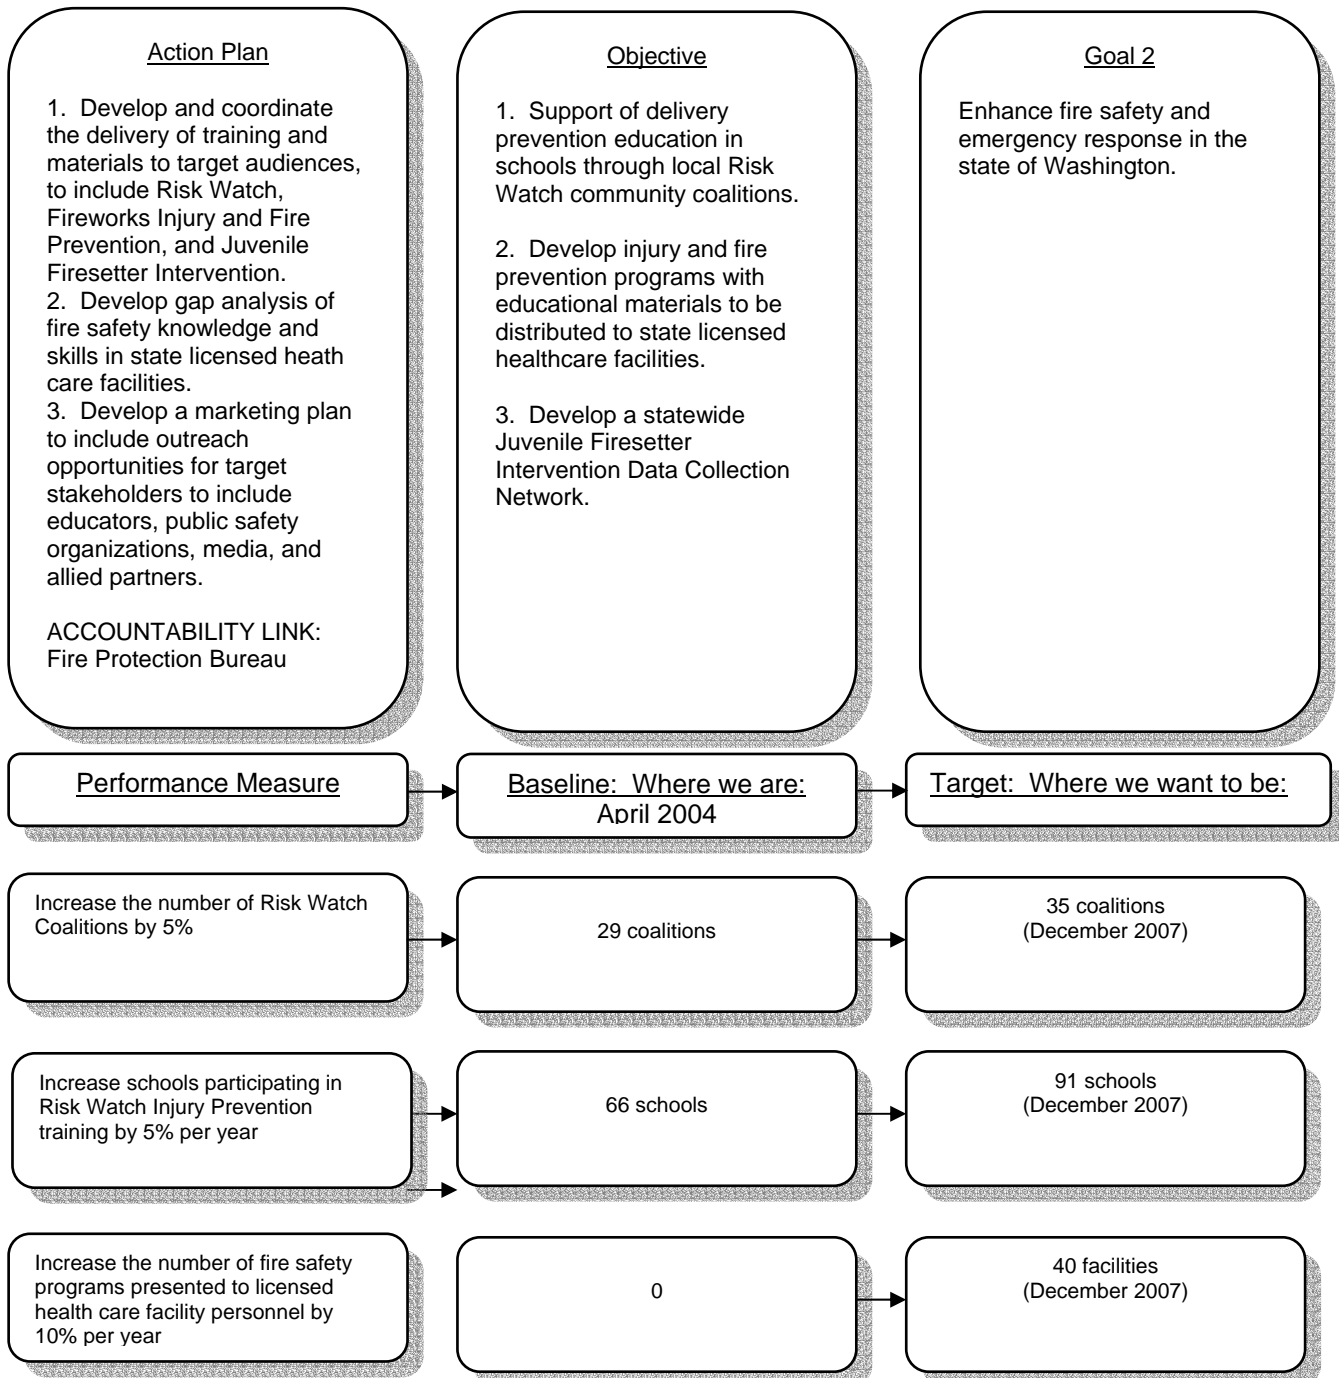 Action Plan
1. Develop and coordinate
the delivery of training and
materials to target audiences,
to include Risk Watch,
Fireworks Injury and Fire
Prevention, and Juvenile
Firesetter Intervention.
2. Develop gap analysis of
fire safety knowledge and
skills in state licensed heath
care facilities.
3. Develop a marketing plan
to include outreach
opportunities for target
stakeholders to include
educators, public safety
organizations, media, and
allied partners.
ACCOUNTABILITY LINK:
Fire Protection Bureau
Objective
1. Support of delivery
prevention education in
schools through local Risk
Watch community coalitions.
2. Develop injury and fire
prevention programs with
educational materials to be
distributed to state licensed
healthcare facilities.
3. Develop a statewide
Juvenile Firesetter
Intervention Data Collection
Network.
Goal 2
Enhance fire safety and
emergency response in the
state of Washington.
Performance Measure
Baseline: Where we are:
April 2004
Target: Where we want to be:
Increase the number of Risk Watch
Coalitions by 5%
29 coalitions
35 coalitions
(December 2007)
Increase schools participating in
Risk Watch Injury Prevention
training by 5% per year
66 schools
91 schools
(December 2007)
Increase the number of fire safety
programs presented to licensed
health care facility personnel by
10% per year
0
40 facilities
(December 2007)